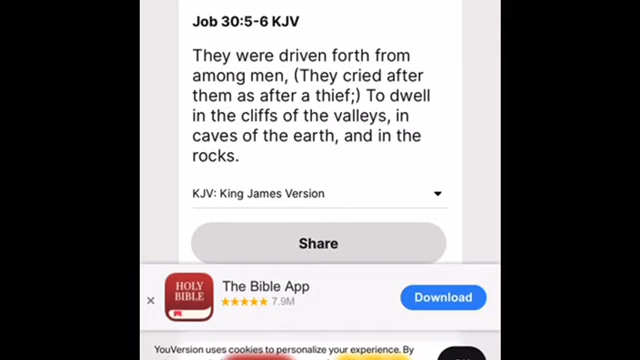 Job 30:5-6 KJV
They were driven forth from
among men, (They cried after
them as after a thief;) To dwell
in the cliffs of the valleys, in
caves of the earth, and in the
rocks.
KJV: King James Version
Share
HOLY
BIBLE
The Bible App
7.9M
Download
YouVersion uses cookies to personalize your experience. By